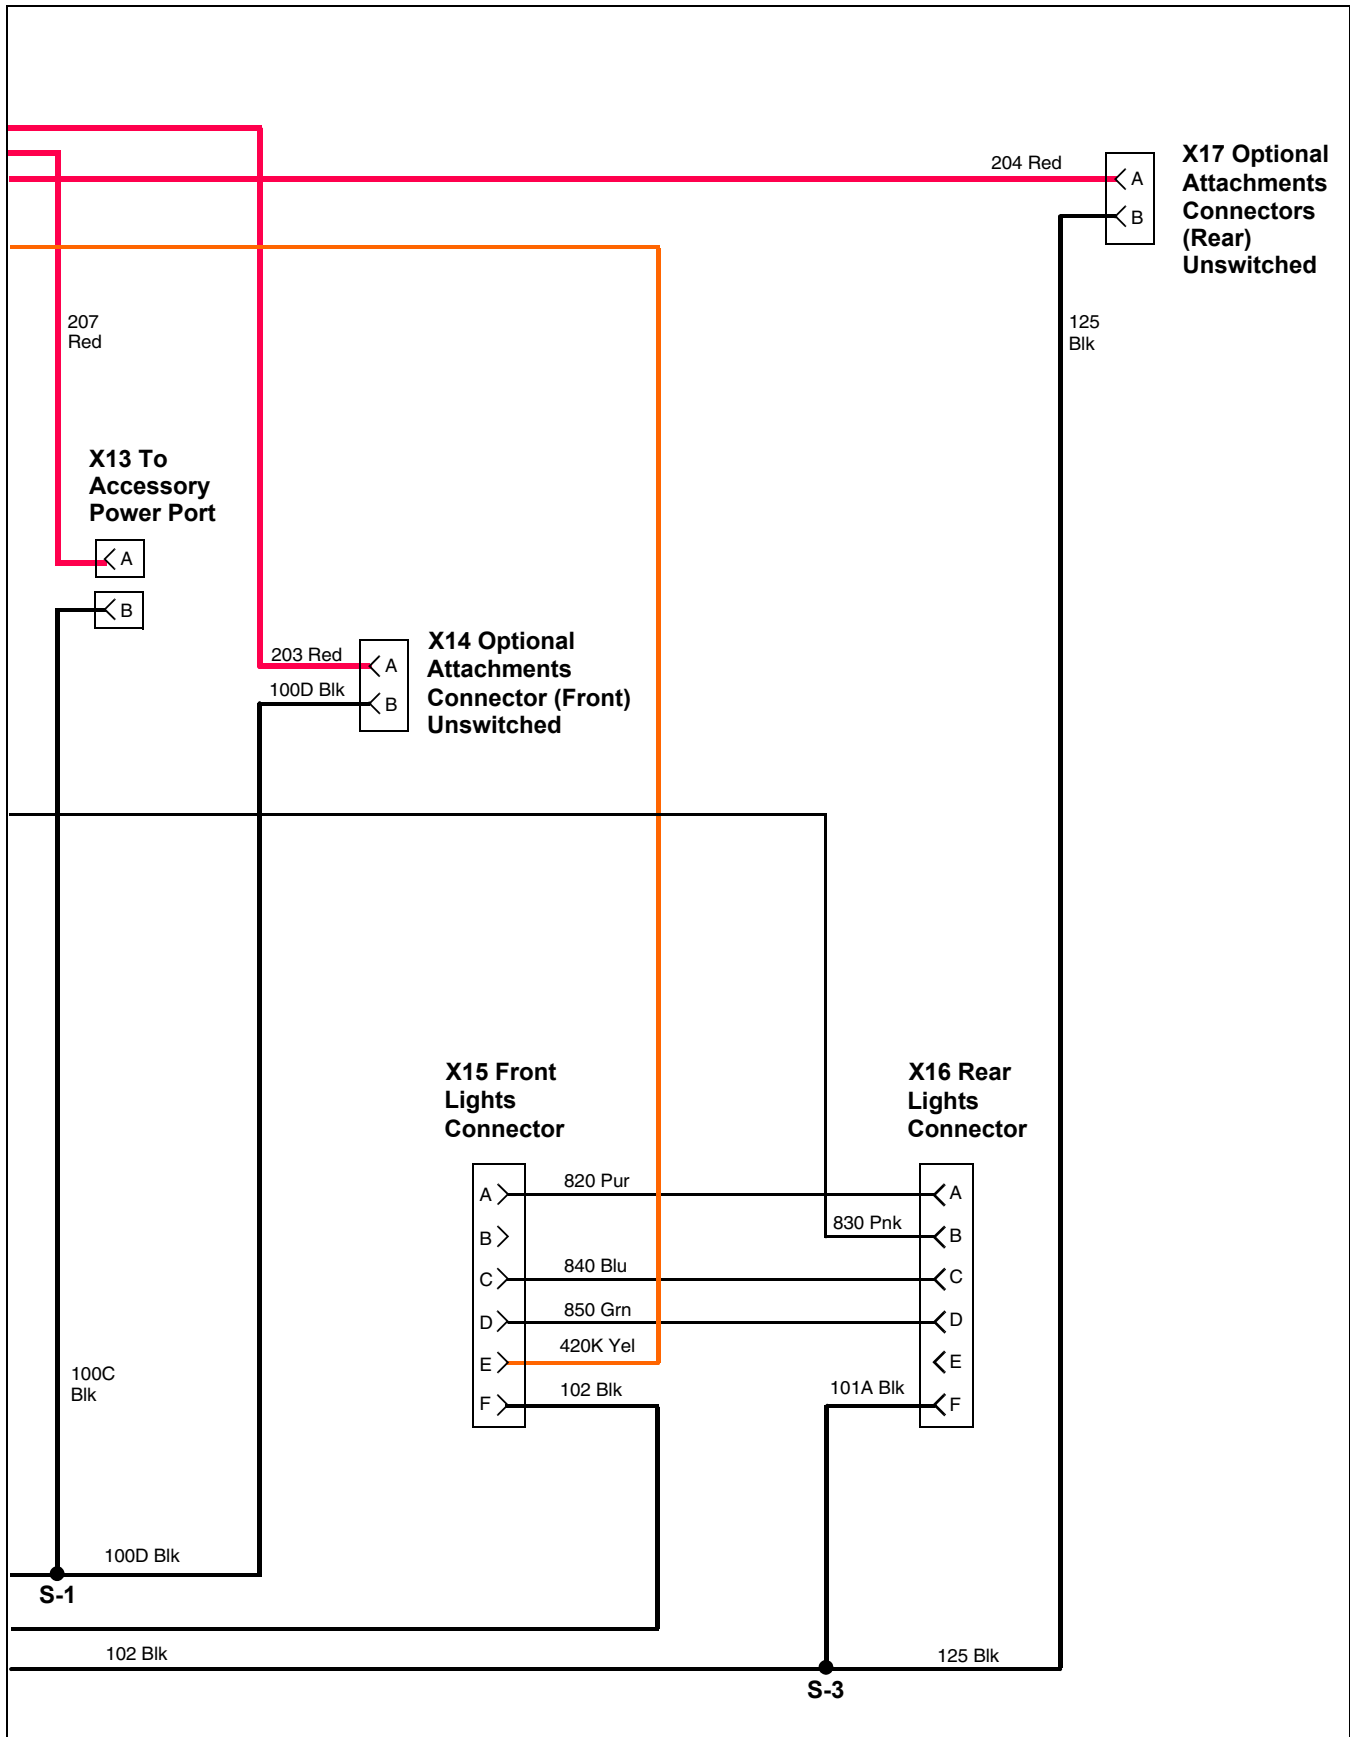 204 Red
A
B
X17 Optional
Attachments
Connectors
(Rear)
Unswitched
207
Red
125
Blk
X13 To
Accessory
Power Port
A
B
203 Red
100D Blk
A
B
X14 Optional
Attachments
Connector (Front)
Unswitched
X15 Front
Lights
Connector
X16 Rear
Lights
Connector
A
820 Pur
A
B
830 Pnk
B
C
840 Blu
C
D
850 Grn
D
E
420K Yel
E
F
102 Blk
101A Blk
F
100C
Blk
100D Blk
S-1
102 Blk
125 Blk
S-3